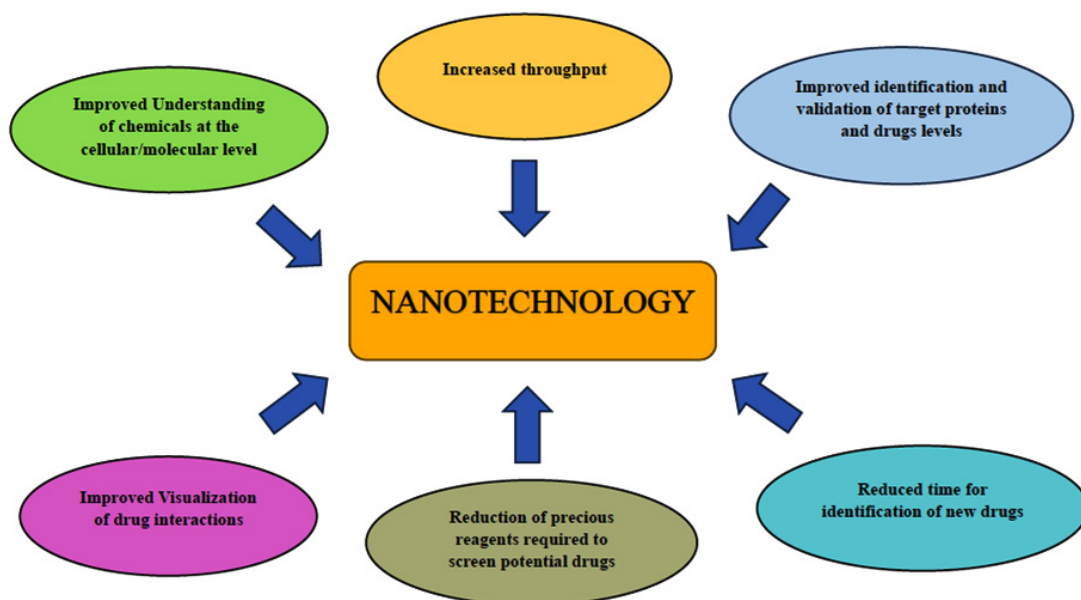 Improved Understanding
of chemicals at the
cellular/molecular level
Increased throughput
Improved identification and
validation of target proteins
and drugs levels
NANOTECHNOLOGY
Improved Visualization
of drug interactions
Reduction of precious
reagents required to
screen potential drugs
Reduced time for
identification of new drugs